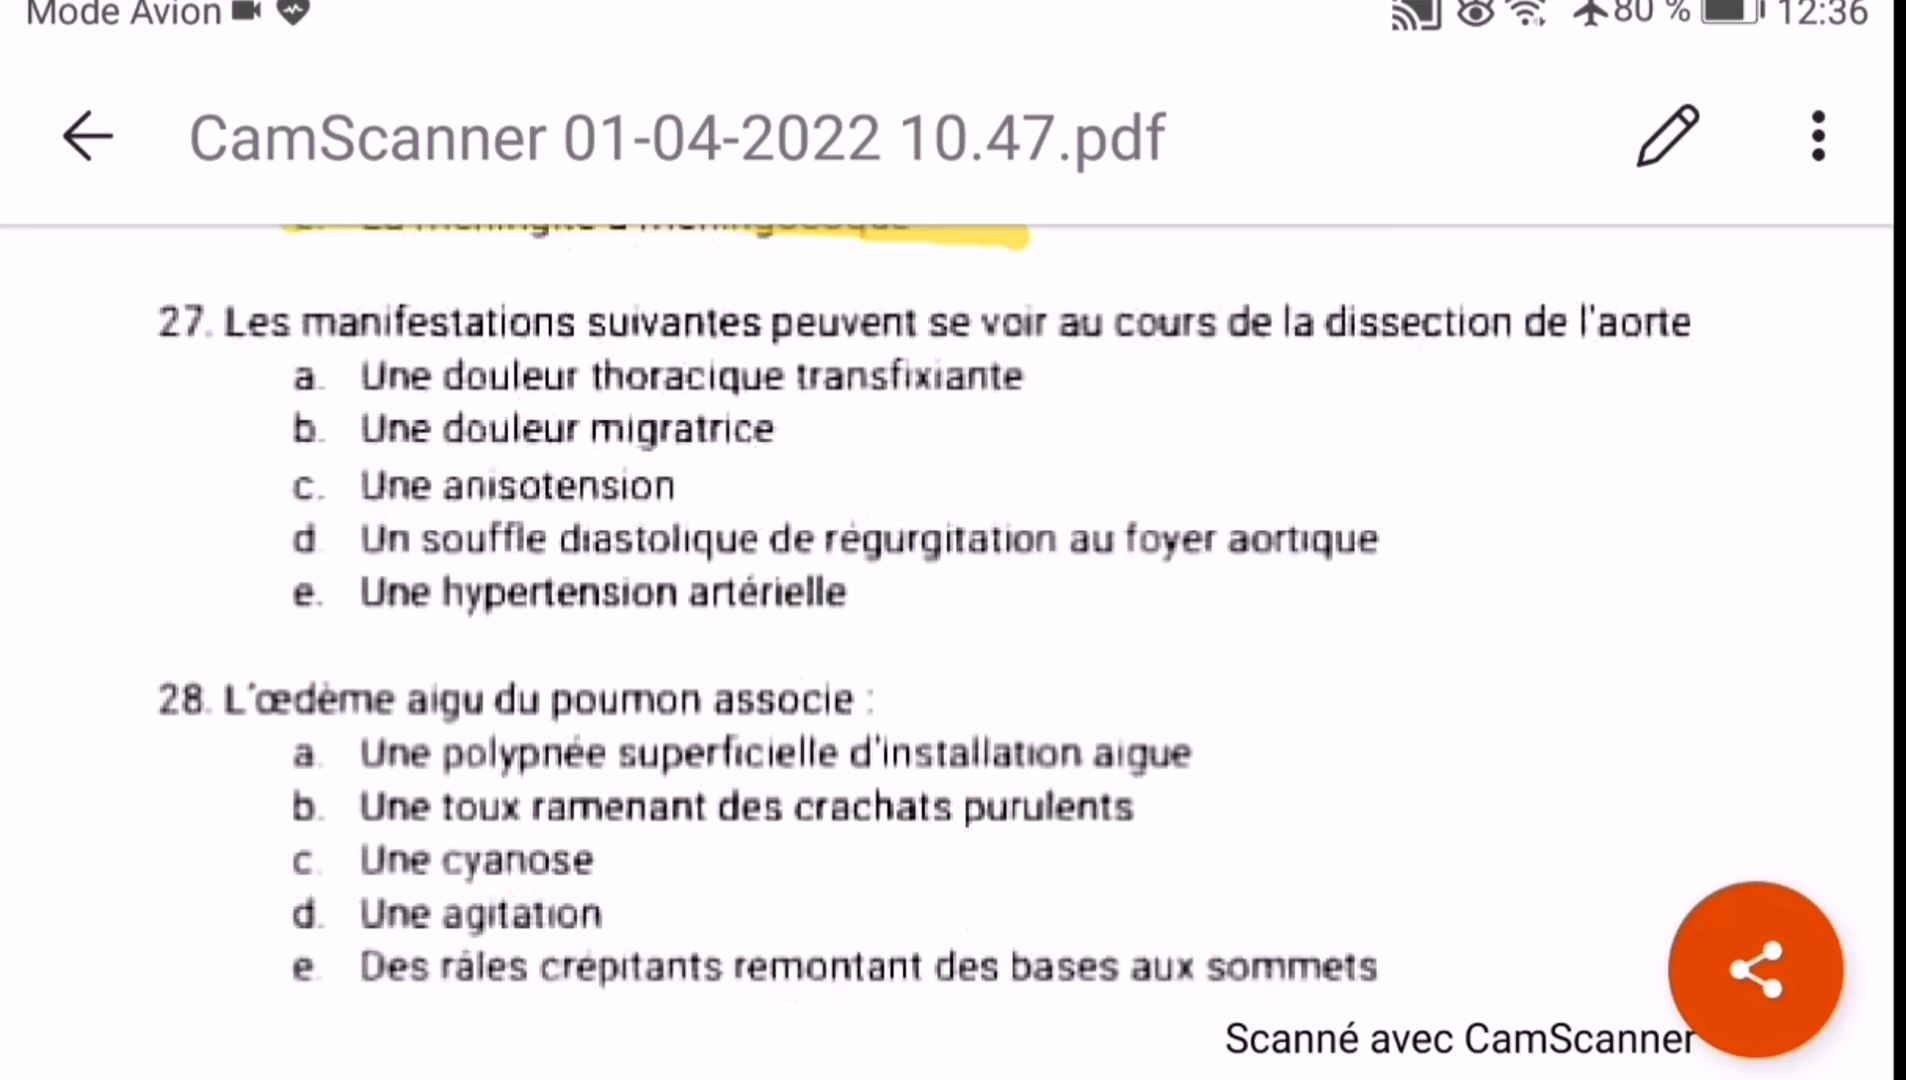 Mode Avion
80 % 12:36
CamScanner 01-04-2022 10.47.pdf
27. Les manifestations suivantes peuvent se voir au cours de la dissection de l'aorte
a. Une douleur thoracique transfixiante
b. Une douleur migratrice
c. Une anisotension
d Un souffle diastolique de régurgitation au foyer aortique
e. Une hypertension artérielle
28. L'œdème aigu du poumon associe :
a. Une polypnée superficielle d'installation aigue
b. Une toux ramenant des crachats purulents
c. Une cyanose
d. Une agitation
e Des râles crépitants remontant des bases aux sommets
Scanné avec CamScanner